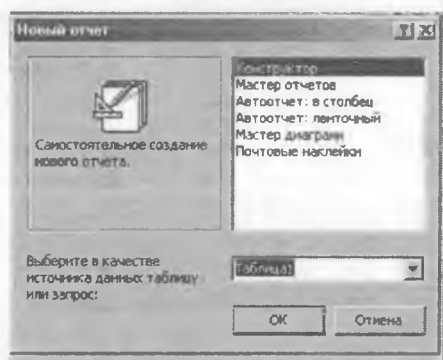 Новый отчет
Конструктор
Мастер отчетов
Автоотчет: в столбец
Автоотчет: ленточный
Мастер диаграмм
Почтовые наклейки
Самостоятельное создание
нового отчета.
Выберите в качестве
источника данных таблицу
или запрос:
Таблица1
ОК
Отмена